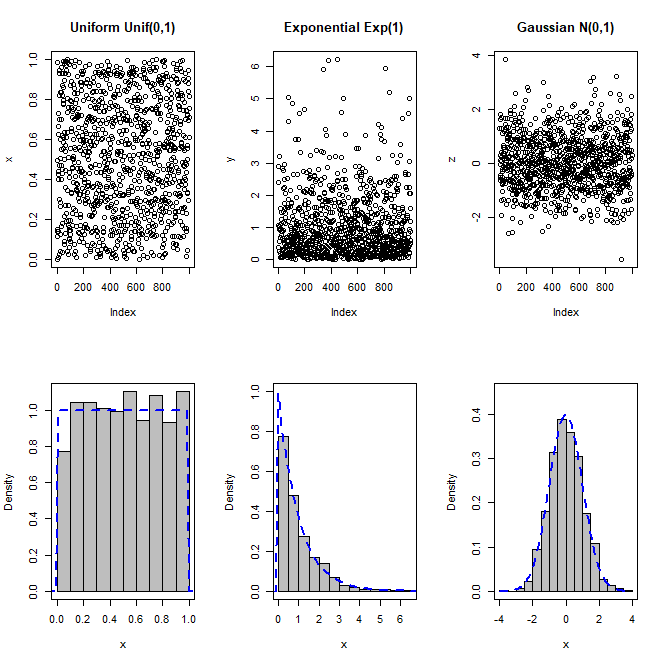 Uniform Unif(0,1)
Exponential Exp(1)
Gaussian N(0,1)
x
0.0 0.2 0.4 0.6 0.8 1.0
0 200 400 600 800
Index
y
0 1 2 3 4 5 6
0 200 400 600 800
Index
z
-2 0 2 4
0 200 400 600 800
Index
Density
0.0 0.2 0.4 0.6 0.8 1.0
0.0 0.2 0.4 0.6 0.8 1.0
x
Density
0.0 0.2 0.4 0.6 0.8 1.0
0 1 2 3 4 5 6
x
Density
0.0 0.1 0.2 0.3 0.4
-4 -2 0 2 4
x